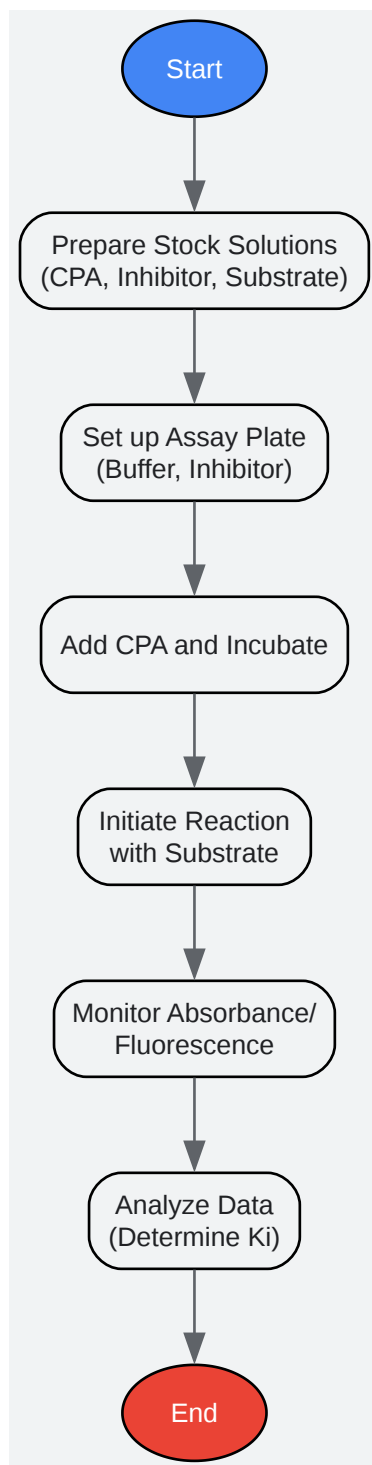 Start
Prepare Stock Solutions
(CPA, Inhibitor, Substrate)
Set up Assay Plate
(Buffer, Inhibitor)
Add CPA and Incubate
Initiate Reaction
with Substrate
Monitor Absorbance/
Fluorescence
Analyze Data
(Determine Ki)
End